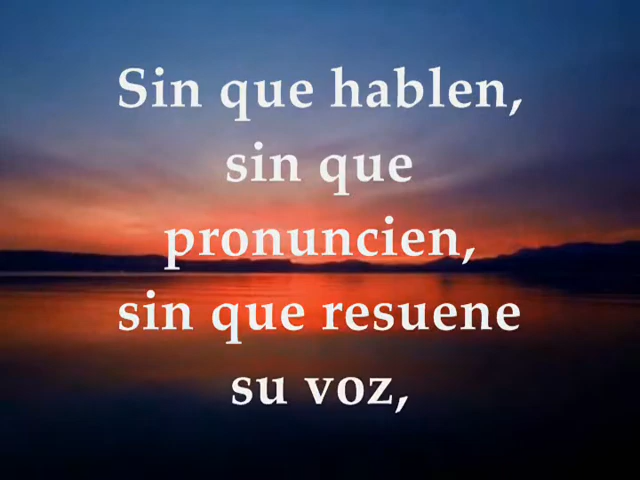 Sin que hablen,
sin que
pronuncien,
sin que resuene
su voz,